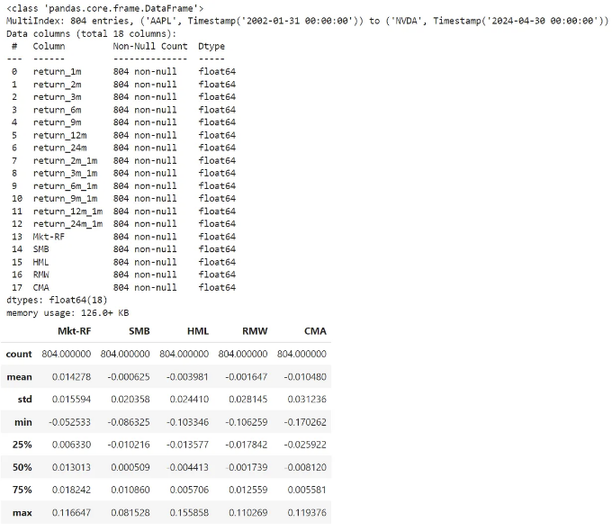 <class 'pandas.core.frame.DataFrame'>
MultiIndex: 804 entries, ('AAPL', Timestamp('2002-01-31 00:00:00')) to ('NVDA', Timestamp('2024-04-30 00:00:00'))
Data columns (total 18 columns):
 #   Column         Non-Null Count  Dtype
---  ------         --------------  -----
 0   return_1m      804 non-null    float64
 1   return_2m      804 non-null    float64
 2   return_3m      804 non-null    float64
 3   return_6m      804 non-null    float64
 4   return_9m      804 non-null    float64
 5   return_12m     804 non-null    float64
 6   return_24m     804 non-null    float64
 7   return_2m_1m   804 non-null    float64
 8   return_3m_1m   804 non-null    float64
 9   return_6m_1m   804 non-null    float64
 10  return_9m_1m   804 non-null    float64
 11  return_12m_1m  804 non-null    float64
 12  return_24m_1m  804 non-null    float64
 13  Mkt-RF         804 non-null    float64
 14  SMB            804 non-null    float64
 15  HML            804 non-null    float64
 16  RMW            804 non-null    float64
 17  CMA            804 non-null    float64
dtypes: float64(18)
memory usage: 126.0+ KB
Mkt-RF SMB HML RMW CMA
count 804.000000 804.000000 804.000000 804.000000 804.000000
mean 0.014278 -0.000625 -0.003981 -0.001647 -0.010480
std 0.015594 0.020358 0.024410 0.028145 0.031236
min -0.052533 -0.086325 -0.103346 -0.106259 -0.170262
25% 0.006330 -0.010216 -0.013577 -0.017842 -0.025922
50% 0.013013 0.000509 -0.004413 -0.001739 -0.008120
75% 0.018242 0.010860 0.005706 0.012559 0.005581
max 0.116647 0.081528 0.155858 0.110269 0.119376